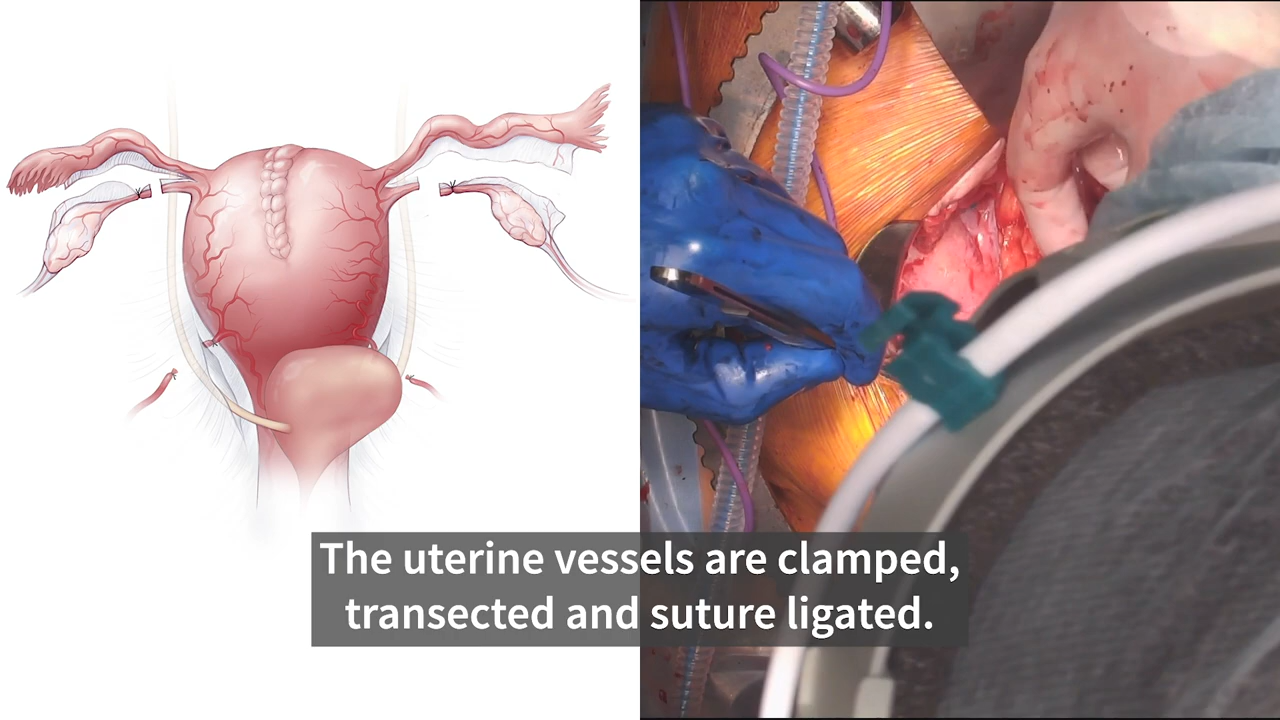 The uterine vessels are clamped,
transected and suture ligated.